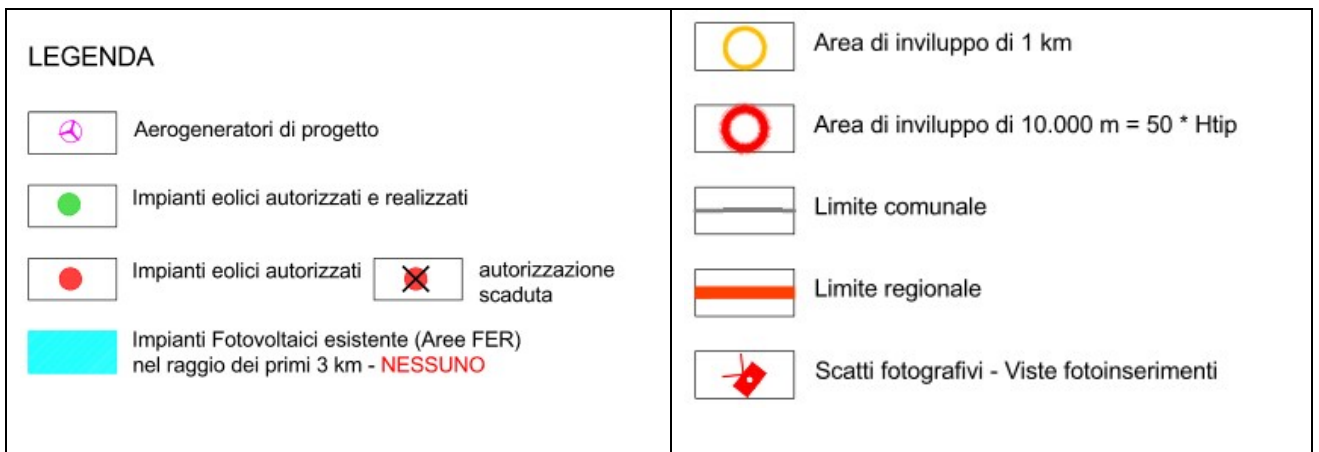 LEGENDA
Aerogeneratori di progetto
Impianti eolici autorizzati e realizzati
Impianti eolici autorizzati
autorizzazione
scaduta
Impianti Fotovoltaici esistente (Aree FER)
nel raggio dei primi 3 km - NESSUNO
Area di inviluppo di 1 km
Area di inviluppo di 10.000 m = 50 * Htip
Limite comunale
Limite regionale
Scatti fotografivi - Viste fotoinserimenti